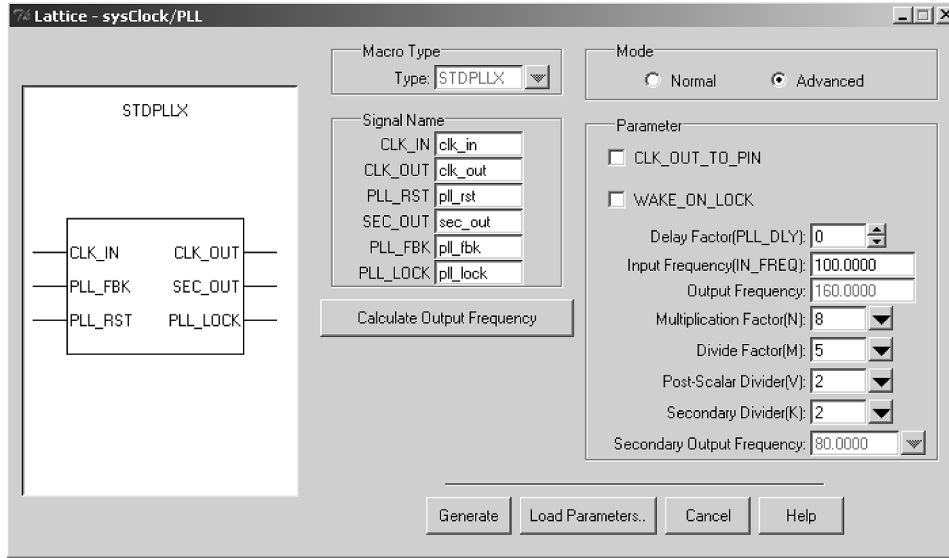 Lattice - sysClock/PLL
STDPLLX
CLK_IN CLK_OUT
PLL_FBK SEC_OUT
PLL_RST PLL_LOCK
Macro Type
Type: STDPLLX
Signal Name
CLK_IN clk_in
CLK_OUT clk_out
PLL_RST pll_rst
SEC_OUT sec_out
PLL_FBK pll_fbk
PLL_LOCK pll_lock
Calculate Output Frequency
Mode
Normal Advanced
Parameter
CLK_OUT_TO_PIN
WAKE_ON_LOCK
Delay Factor(PLL_DLY): 0
Input Frequency(IN_FREQ): 100.0000
Output Frequency: 160.0000
Multiplication Factor(N): 8
Divide Factor(M): 5
Post-Scalar Divider(V): 2
Secondary Divider(K): 2
Secondary Output Frequency: 80.0000
Generate Load Parameters.. Cancel Help